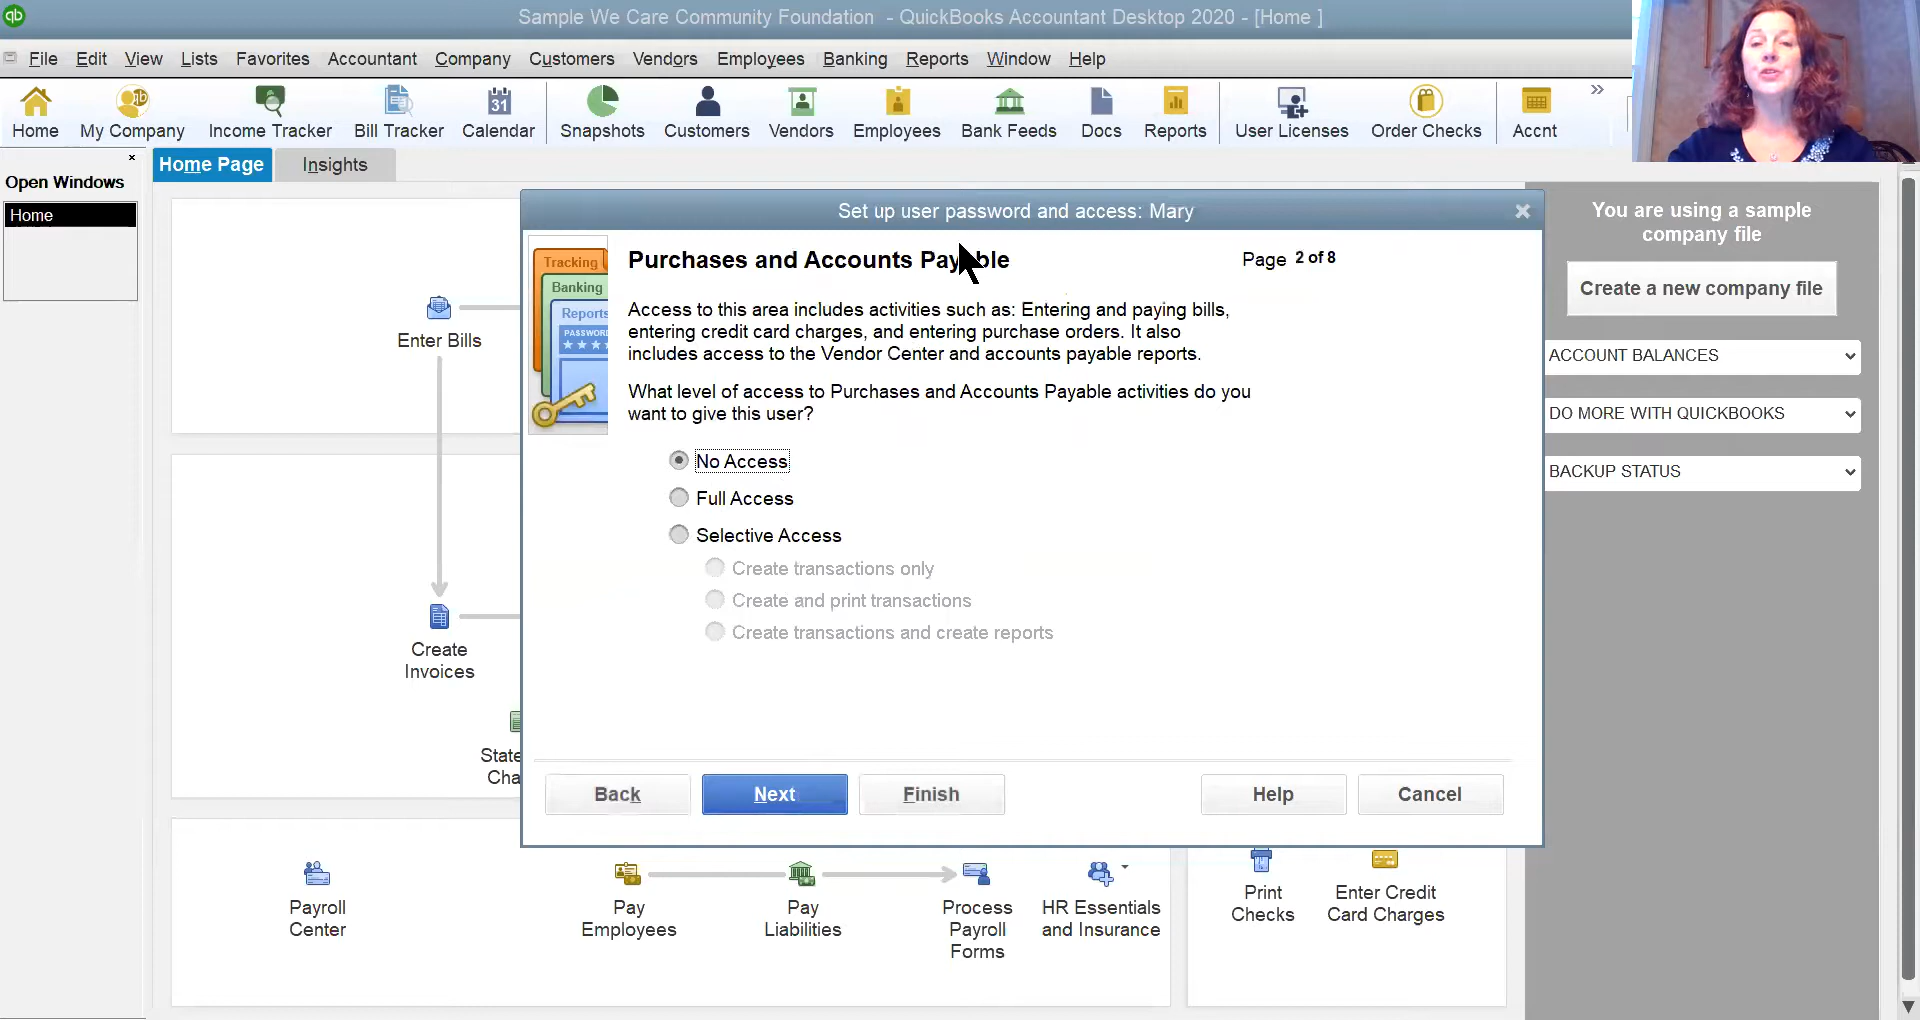 qb
Sample We Care Community Foundation - QuickBooks Accountant Desktop 2020 - [Home ]
File Edit View Lists Favorites Accountant Company Customers Vendors Employees Banking Reports Window Help
Home My Company Income Tracker Bill Tracker Calendar Snapshots Customers Vendors Employees Bank Feeds Docs Reports User Licenses Order Checks Accnt
31
Home Page Insights
Open Windows
Home
Set up user password and access: Mary
Tracking
Banking
Reports
PASSWORD
Purchases and Accounts Payable
Page 2 of 8
Access to this area includes activities such as: Entering and paying bills,
entering credit card charges, and entering purchase orders. It also
includes access to the Vendor Center and accounts payable reports.
What level of access to Purchases and Accounts Payable activities do you
want to give this user?
No Access
Full Access
Selective Access
Create transactions only
Create and print transactions
Create transactions and create reports
Back Next Finish Help Cancel
Enter Bills
Create
Invoices
State
Cha
Payroll
Center
Pay
Employees
Pay
Liabilities
Process
Payroll
Forms
HR Essentials
and Insurance
Print
Checks
Enter Credit
Card Charges
You are using a sample
company file
Create a new company file
ACCOUNT BALANCES
DO MORE WITH QUICKBOOKS
BACKUP STATUS